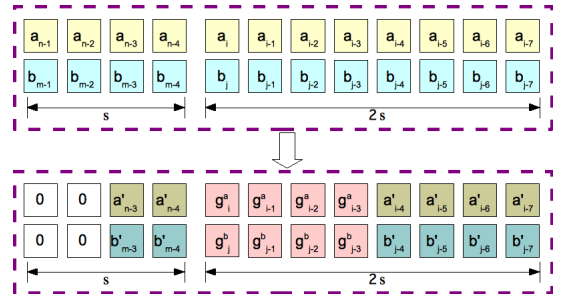 a n-1 a n-2 a n-3 a n-4 a i a i-1 a i-2 a i-3 a i-4 a i-5 a i-6 a i-7
b m-1 b m-2 b m-3 b m-4 b j b j-1 b j-2 b j-3 b j-4 b j-5 b j-6 b j-7
s 2 s
0 0 a' n-3 a' n-4 g a i g a i-1 g a i-2 g a i-3 a' i-4 a' i-5 a' i-6 a' i-7
0 0 b' m-3 b' m-4 g b j g b j-1 g b j-2 g b j-3 b' j-4 b' j-5 b' j-6 b' j-7
s 2s